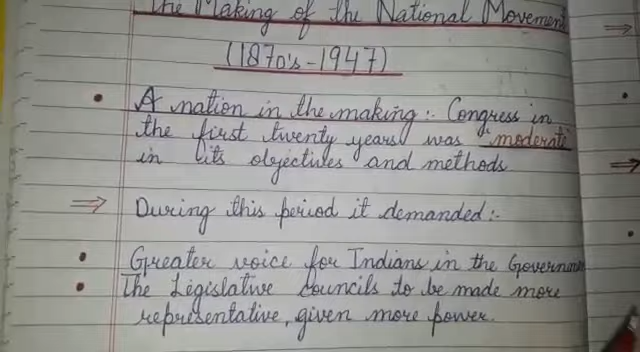 The Making of the National Movement
(1870's-1947)
• A nation in the making :- Congress in
the first twenty years was "moderate"
in its objectives and methods
⇒ During this period it demanded :-
• Greater voice for Indians in the Government
• The Legislative councils to be made more
representative, given more power.